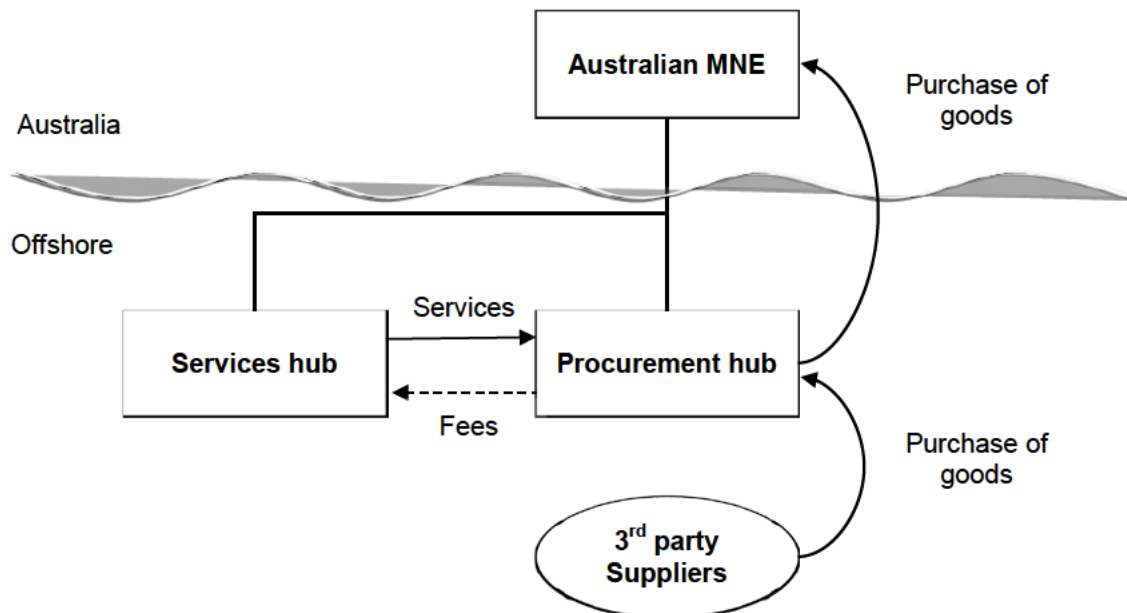 Australian MNE
Purchase of
goods
Australia
Offshore
Services
Services hub
Procurement hub
Fees
Purchase of
goods
3rd party
Suppliers